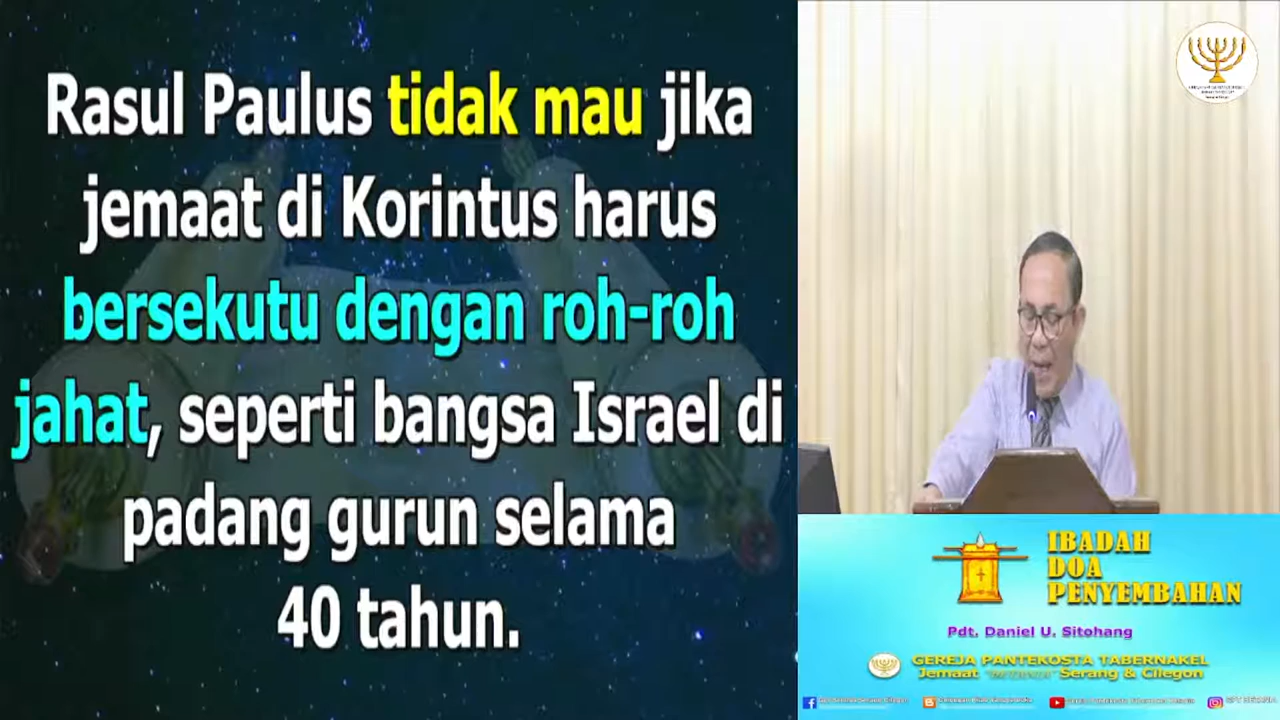 Rasul Paulus tidak mau jika
jemaat di Korintus harus
bersekutu dengan roh-roh
jahat, seperti bangsa Israel di
padang gurun selama
40 tahun.
IBADAH
DOA
PENYEMBAHAN
Pdt. Daniel U. Sitohang
GEREJA PANTEKOSTA TABERNAKEL
Jemaat Serang & Cilegon